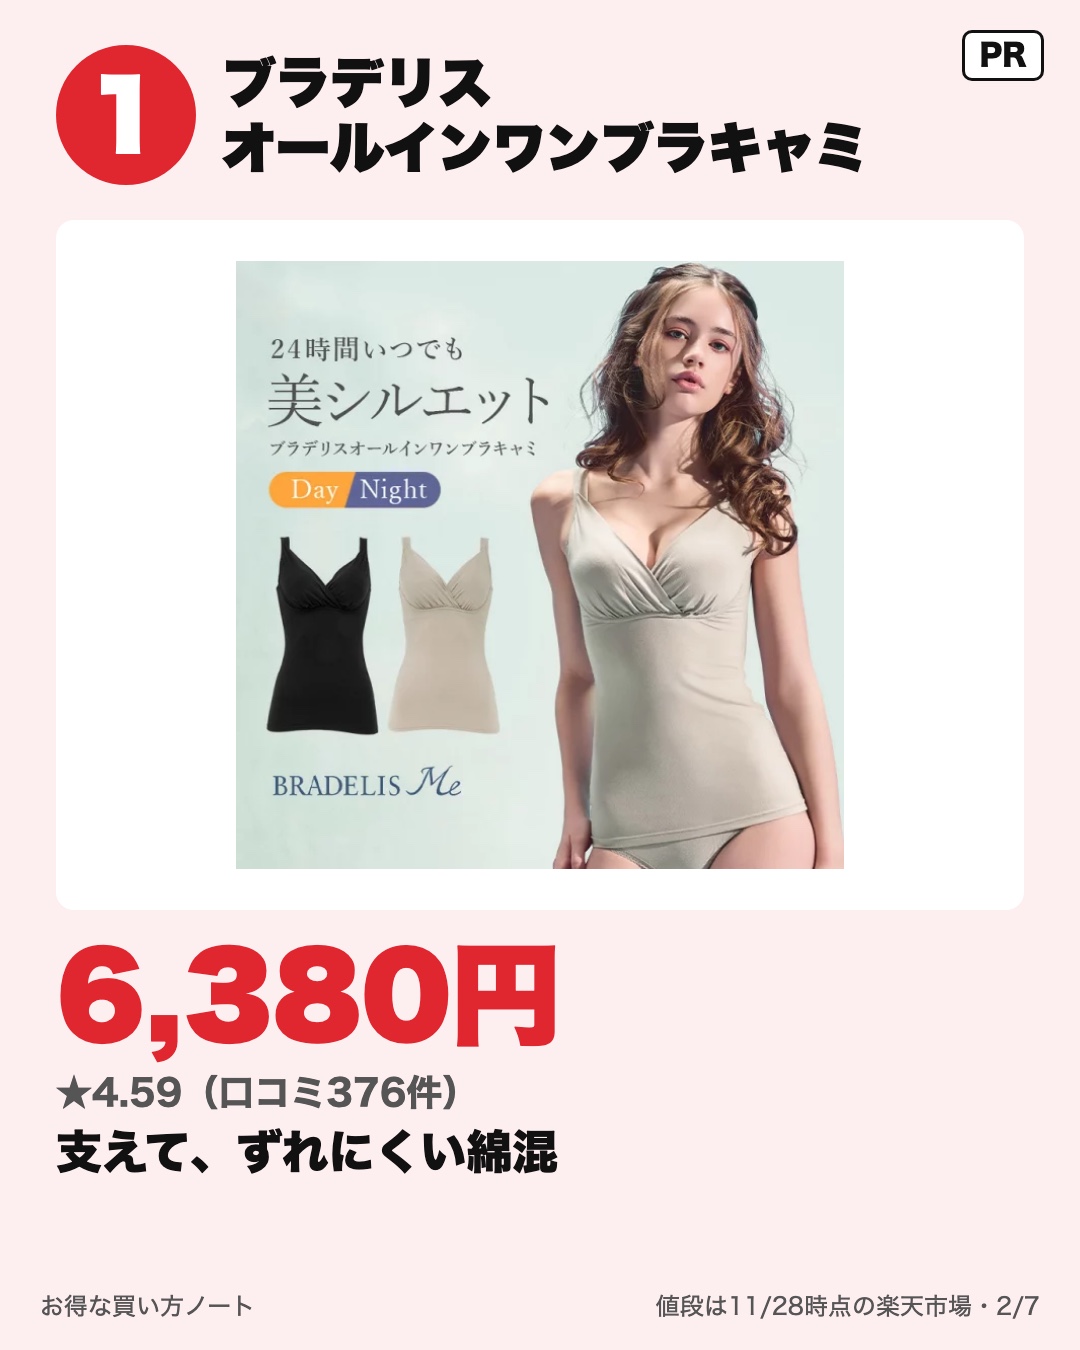 PR
1
ブラデリス
オールインワンブラキャミ
24時間いつでも
美シルエット
ブラデリスオールインワンブラキャミ
Day Night
BRADELIS Me
6,380円
★4.59（口コミ376件）
支えて、ずれにくい綿混
お得な買い方ノート
値段は11/28時点の楽天市場・2/7